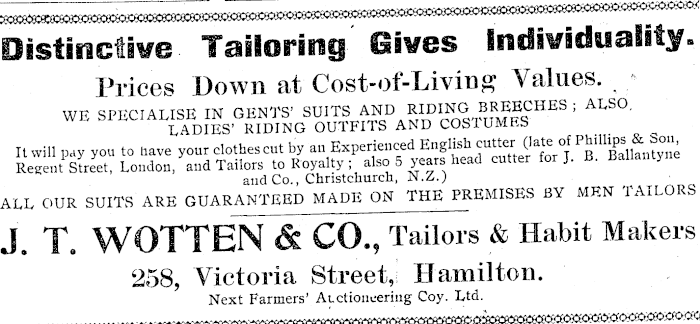 Distinctive Tailoring Gives Individuality.
Prices Down at Cost-of-Living Values.
WE SPECIALISE IN GENTS' SUITS AND RIDING BREECHES; ALSO
LADIES' RIDING OUTFITS AND COSTUMES
It will pay you to have your clothes cut by an Experienced English cutter (late of Phillips & Son,
Regent Street, London, and Tailors to Royalty; also 5 years head cutter for J. B. Ballantyne
and Co., Christchurch, N.Z.)
ALL OUR SUITS ARE GUARANTEED MADE ON THE PREMISES BY MEN TAILORS
J. T. WOTTEN & CO., Tailors & Habit Makers
258, Victoria Street, Hamilton.
Next Farmers' Auctioneering Coy. Ltd.